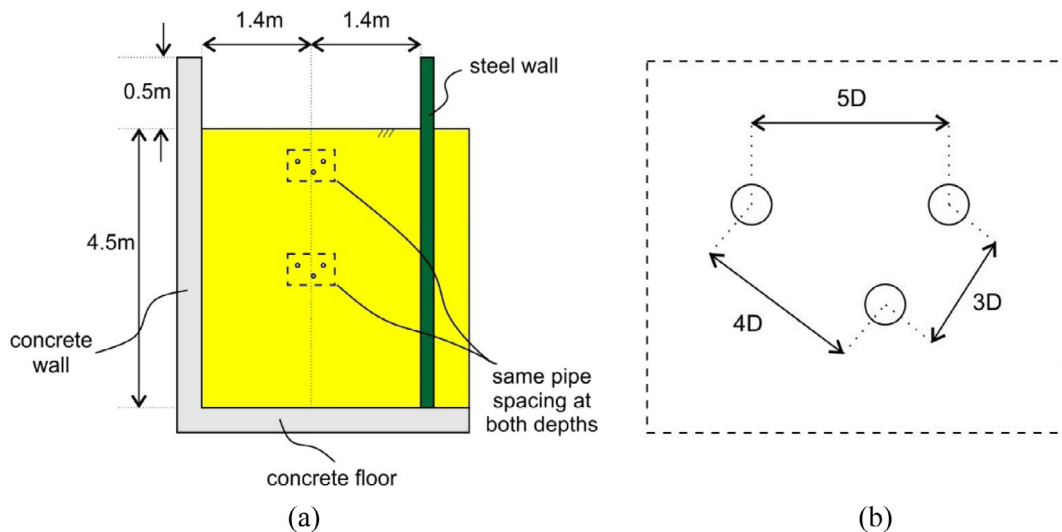 1.4m
1.4m
0.5m
steel wall
5D
4.5m
4D
3D
concrete
wall
same pipe
spacing at
both depths
concrete floor
(a)
(b)